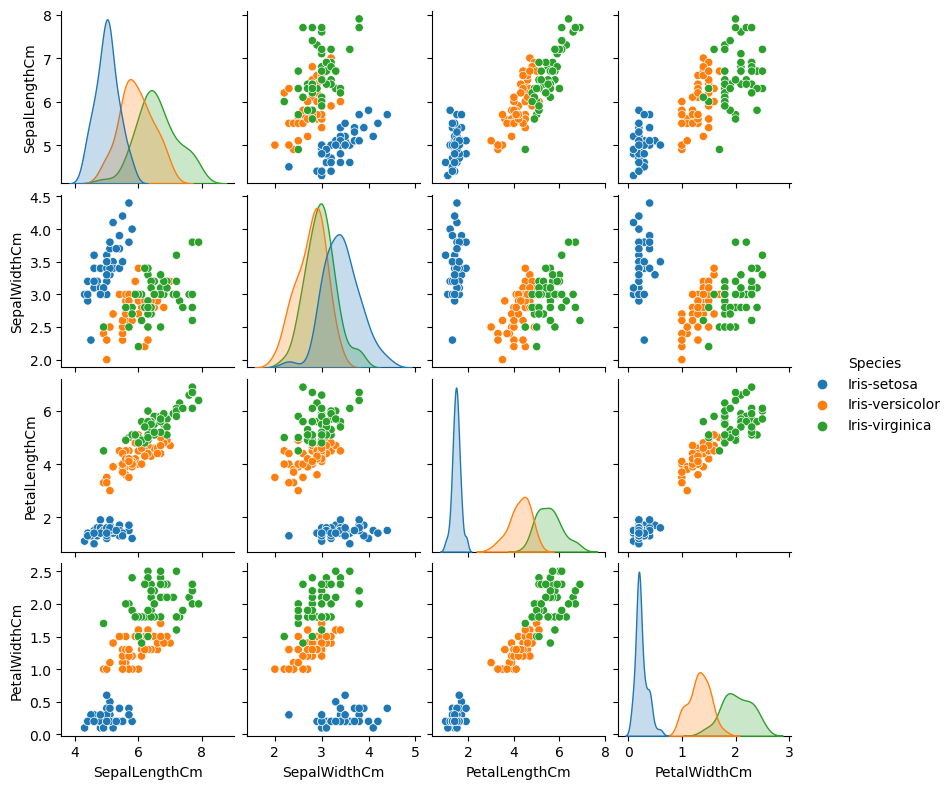 SepalLengthCm
8
7
6
5
SepalWidthCm
4.5
4.0
3.5
3.0
2.5
2.0
PetalLengthCm
6
4
2
PetalWidthCm
2.5
2.0
1.5
1.0
0.5
0.0
4 6 8
2 3 4 5
2 4 6 8
0 1 2 3
SepalLengthCm SepalWidthCm PetalLengthCm PetalWidthCm
Species
Iris-setosa
Iris-versicolor
Iris-virginica